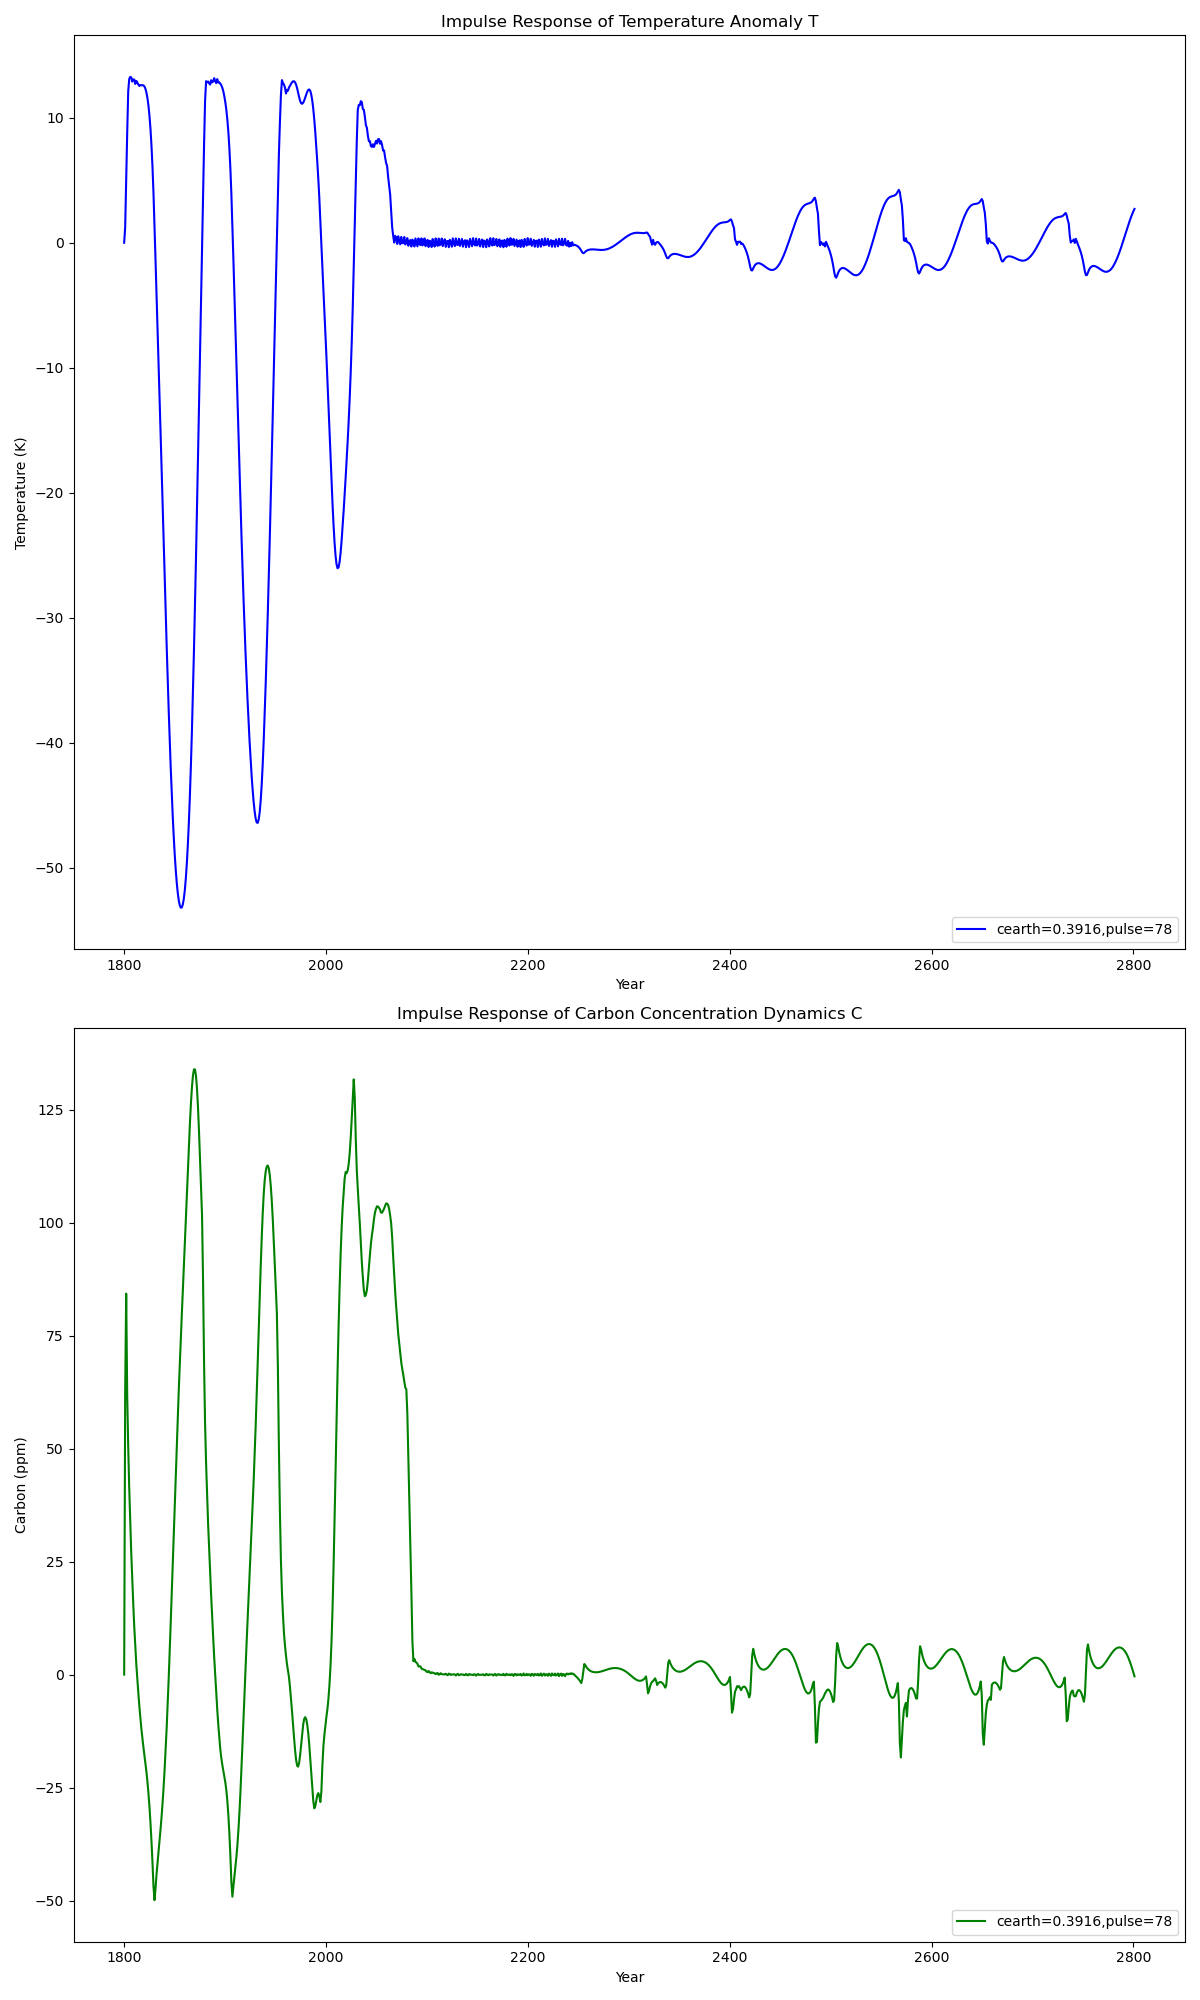 Impulse Response of Temperature Anomaly T
10
0
−10
−20
−30
−40
−50
Temperature (K)
cearth=0.3916,pulse=78
1800 2000 2200 2400 2600 2800
Year
Impulse Response of Carbon Concentration Dynamics C
125
100
75
50
25
0
−25
−50
Carbon (ppm)
cearth=0.3916,pulse=78
1800 2000 2200 2400 2600 2800
Year